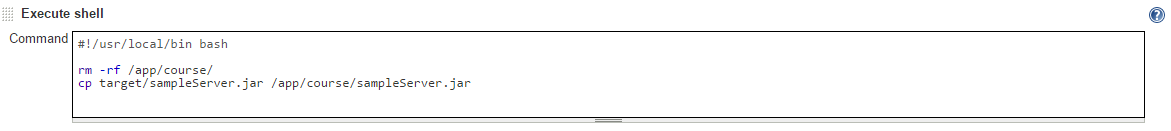 Execute shell
?
Command
#!/usr/local/bin bash
rm -rf /app/course/
cp target/sampleServer.jar /app/course/sampleServer.jar